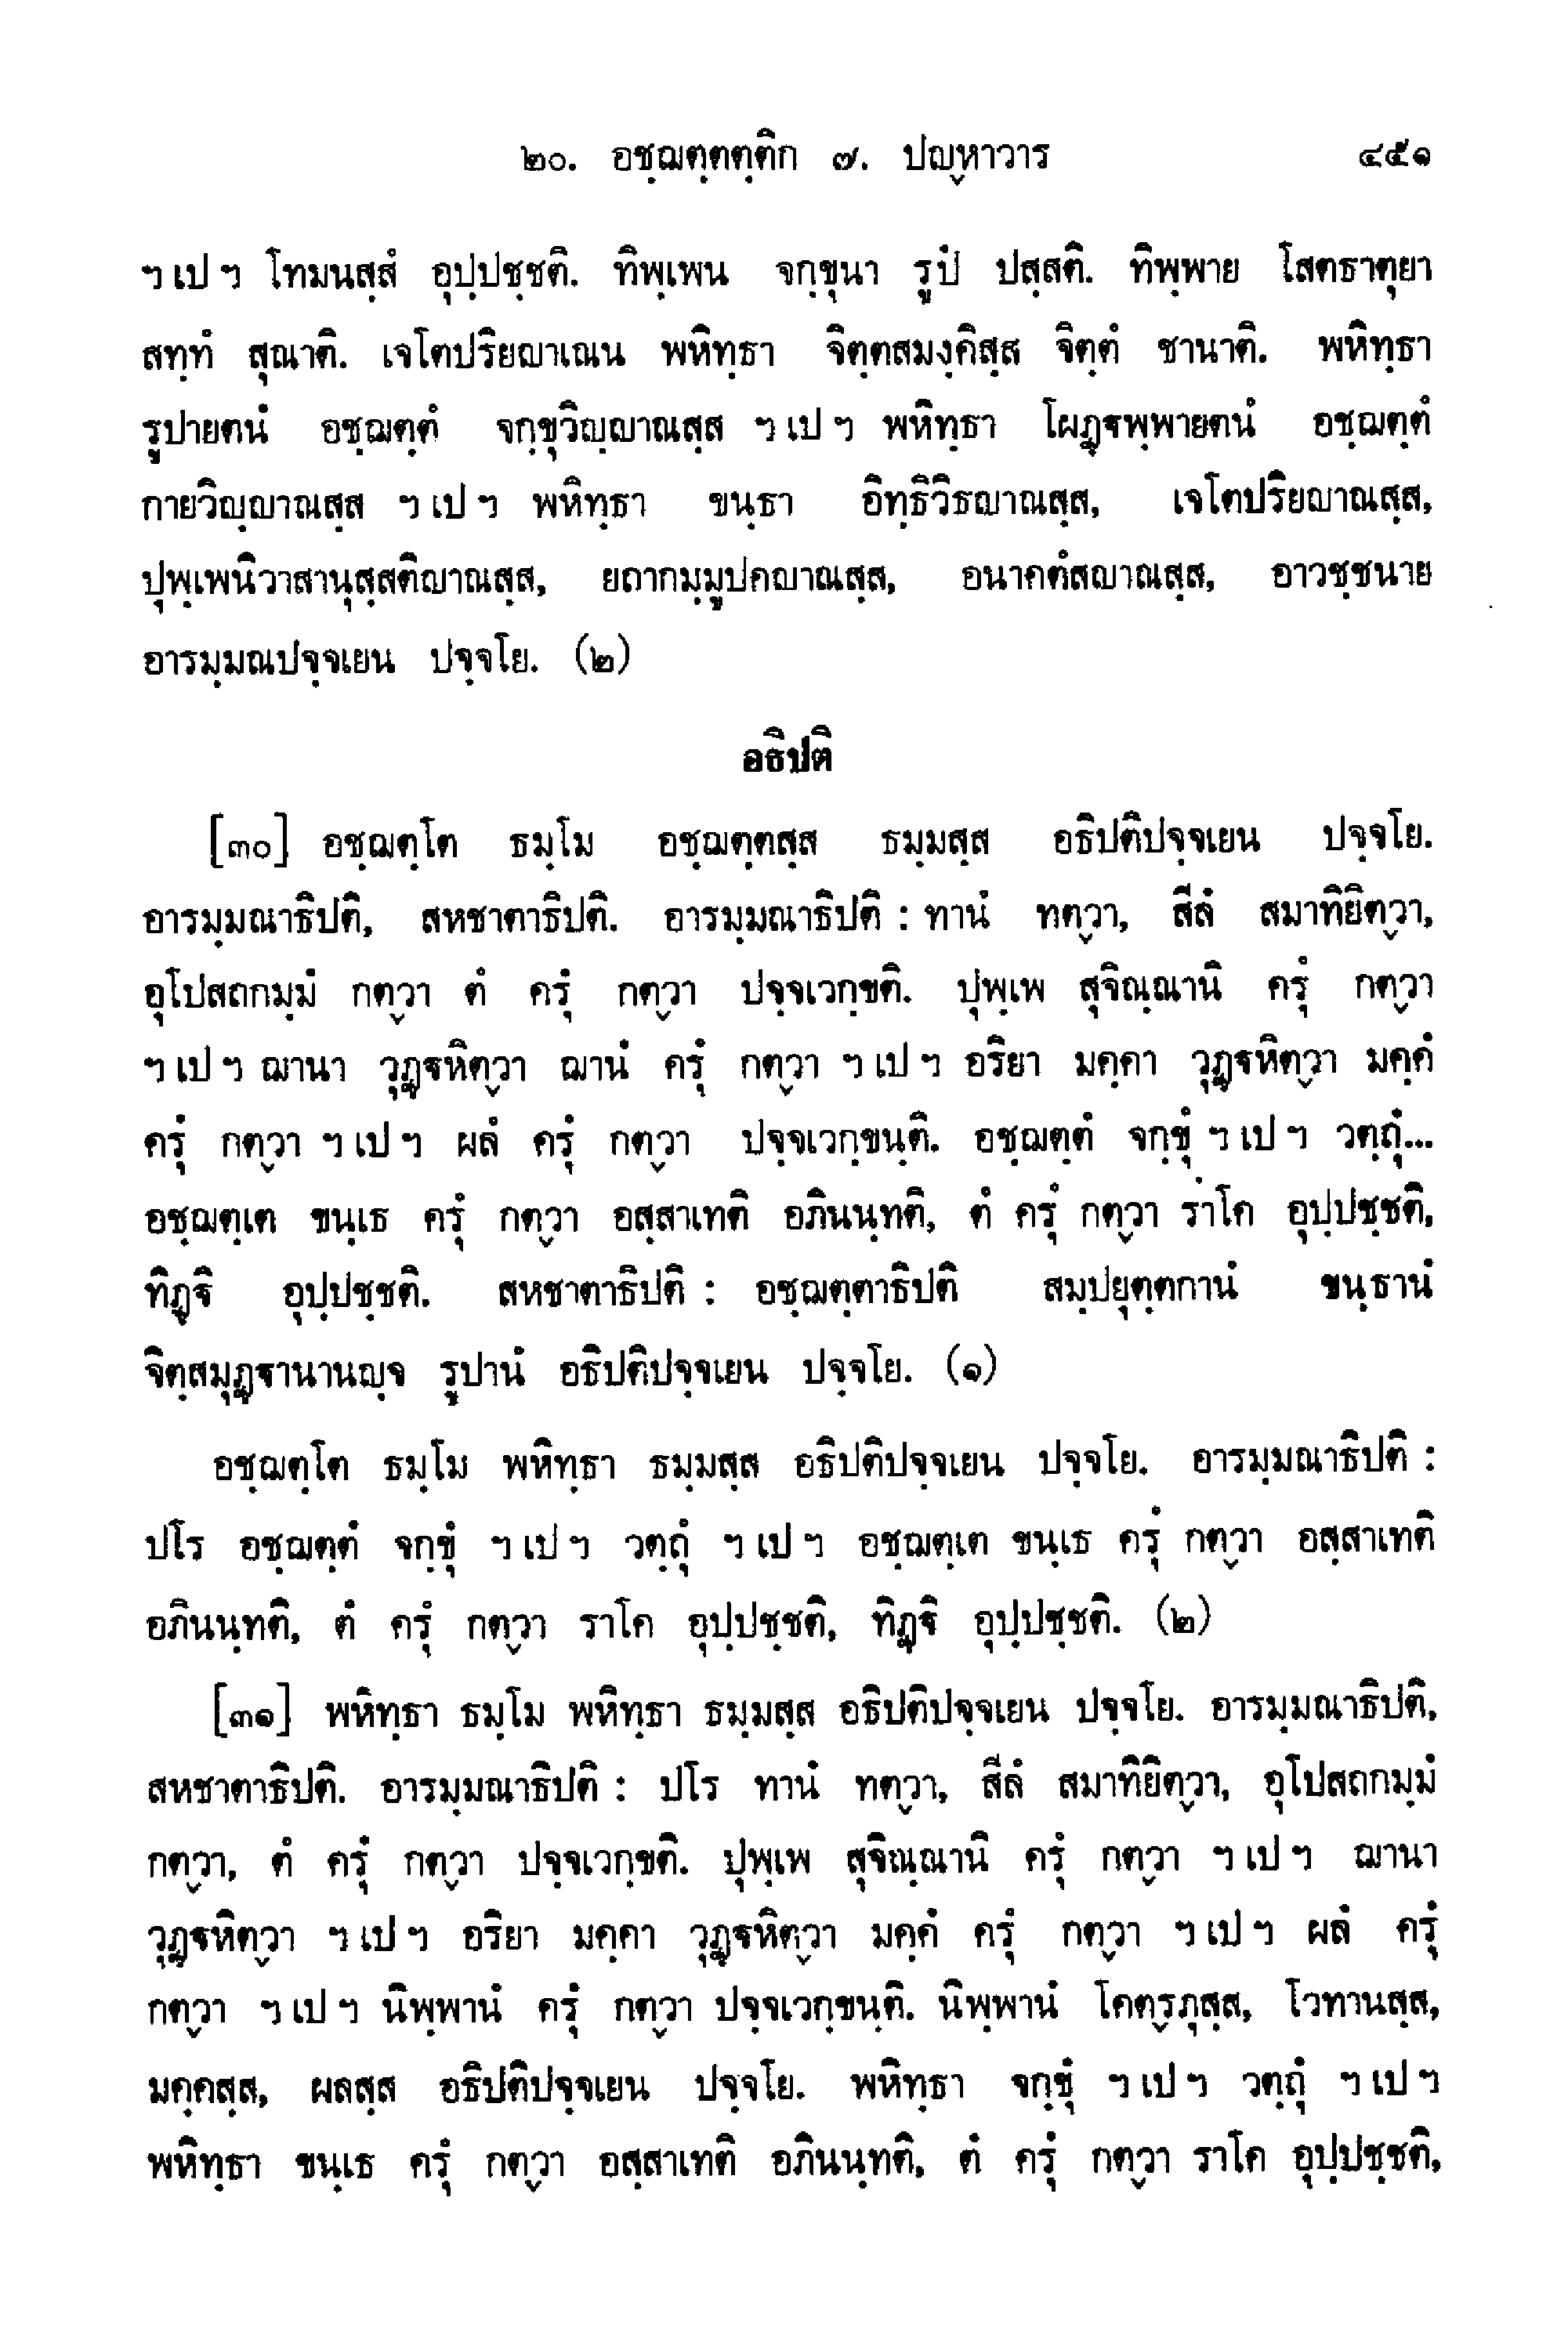 ๒๐. อชฺฌตฺตตฺติก ๗. ปญฺหาวาร ๔๕๑
ฯ เป ฯ โทมนสฺสํ อุปฺปชฺชติ. ทิพฺเพน จกฺขุนา รูปํ ปสฺสติ. ทิพฺพาย โสตธาตุยา
สทฺทํ สุณาติ. เจโตปริยญาเณน พหิทฺธา จิตฺตสมงฺคิสฺส จิตฺตํ ชานาติ. พหิทฺธา
รูปายตนํ อชฺฌตฺตํ จกฺขุวิญฺญาณสฺส ฯ เป ฯ พหิทฺธา โผฏฺฐพฺพายตนํ อชฺฌตฺตํ
กายวิญฺญาณสฺส ฯ เป ฯ พหิทฺธา ขนฺธา อิทฺธิวิธญาณสฺส, เจโตปริยญาณสฺส,
ปุพฺเพนิวาสานุสฺสติญาณสฺส, ยถากมฺมูปคญาณสฺส, อนาคตํสญาณสฺส, อาวชฺชนาย
อารมฺมณปจฺจเยน ปจฺจโย. (๒)
อธิปติ
[๓๐] อชฺฌตฺโต ธมฺโม อชฺฌตฺตสฺส ธมฺมสฺส อธิปติปจฺจเยน ปจฺจโย.
อารมฺมณาธิปติ, สหชาตาธิปติ. อารมฺมณาธิปติ : ทานํ ทตฺวา, สีลํ สมาทิยิตฺวา,
อุโปสถกมฺมํ กตฺวา ตํ ครุํ กตฺวา ปจฺจเวกฺขติ. ปุพฺเพ สุจิณฺณานิ ครุํ กตฺวา
ฯ เป ฯ ฌานา วุฏฺฐหิตฺวา ฌานํ ครุํ กตฺวา ฯ เป ฯ อริยา มคฺคา วุฏฺฐหิตฺวา มคฺคํ
ครุํ กตฺวา ฯ เป ฯ ผลํ ครุํ กตฺวา ปจฺจเวกฺขนฺติ. อชฺฌตฺตํ จกฺขุํ ฯ เป ฯ วตฺถุํ...
อชฺฌตฺเต ขนฺเธ ครุํ กตฺวา อสฺสาเทติ อภินนฺทติ, ตํ ครุํ กตฺวา ราโค อุปฺปชฺชติ,
ทิฏฺฐิ อุปฺปชฺชติ. สหชาตาธิปติ : อชฺฌตฺตาธิปติ สมฺปยุตฺตกานํ ขนฺธานํ
จิตฺสมุฏฺฐานานญฺจ รูปานํ อธิปติปจฺจเยน ปจฺจโย. (๑)
อชฺฌตฺโต ธมฺโม พหิทฺธา ธมฺมสฺส อธิปติปจฺจเยน ปจฺจโย. อารมฺมณาธิปติ :
ปโร อชฺฌตฺตํ จกฺขุํ ฯ เป ฯ วตฺถุํ ฯ เป ฯ อชฺฌตฺเต ขนฺเธ ครุํ กตฺวา อสฺสาเทติ
อภินนฺทติ, ตํ ครุํ กตฺวา ราโค อุปฺปชฺชติ, ทิฏฺฐิ อุปฺปชฺชติ. (๒)
[๓๑] พหิทฺธา ธมฺโม พหิทฺธา ธมฺมสฺส อธิปติปจฺจเยน ปจฺจโย. อารมฺมณาธิปติ,
สหชาตาธิปติ. อารมฺมณาธิปติ : ปโร ทานํ ทตฺวา, สีลํ สมาทิยิตฺวา, อุโปสถกมฺมํ
กตฺวา, ตํ ครุํ กตฺวา ปจฺจเวกฺขติ. ปุพฺเพ สุจิณฺณานิ ครุํ กตฺวา ฯ เป ฯ ฌานา
วุฏฺฐหิตฺวา ฯ เป ฯ อริยา มคฺคา วุฏฺฐหิตฺวา มคฺคํ ครุํ กตฺวา ฯ เป ฯ ผลํ ครุํ
กตฺวา ฯ เป ฯ นิพฺพานํ ครุํ กตฺวา ปจฺจเวกฺขนฺติ. นิพฺพานํ โคตฺรภุสฺส, โวทานสฺส,
มคฺคสฺส, ผลสฺส อธิปติปจฺจเยน ปจฺจโย. พหิทฺธา จกฺขุํ ฯ เป ฯ วตฺถุํ ฯ เป ฯ
พหิทฺธา ขนฺเธ ครุํ กตฺวา อสฺสาเทติ อภินนฺทติ, ตํ ครุํ กตฺวา ราโค อุปฺปชฺชติ,